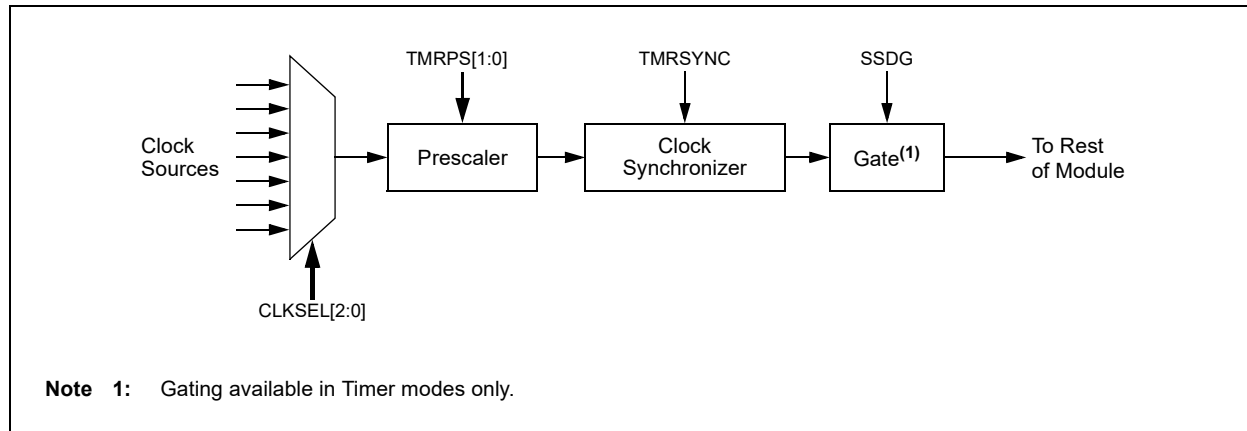 TMRPS[1:0]
TMRSYNC
SSDG
Clock
Sources
Prescaler
Clock
Synchronizer
Gate(1)
To Rest
of Module
CLKSEL[2:0]
Note 1: Gating available in Timer modes only.